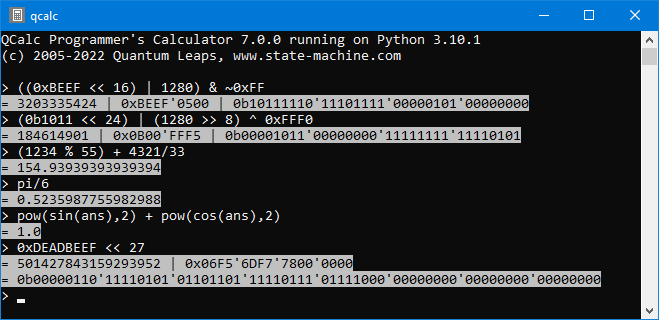 qcalc
QCalc Programmer's Calculator 7.0.0 running on Python 3.10.1
(c) 2005-2022 Quantum Leaps, www.state-machine.com
> ((0xBEEF << 16) | 1280) & ~0xFF
= 3203335424 | 0xBEEF'0500 | 0b10111110'11101111'00000101'00000000
> (0b1011 << 24) | (1280 >> 8) ^ 0xFFF0
= 184614901 | 0x0B00'FFF5 | 0b00001011'00000000'11111111'11110101
> (1234 % 55) + 4321/33
= 154.93939393939394
> pi/6
= 0.5235987755982988
> pow(sin(ans),2) + pow(cos(ans),2)
= 1.0
> 0xDEADBEEF << 27
= 501427843159293952 | 0x06F5'6DF7'7800'0000
= 0b00000110'11110101'01101101'11110111'01111000'00000000'00000000'00000000
>